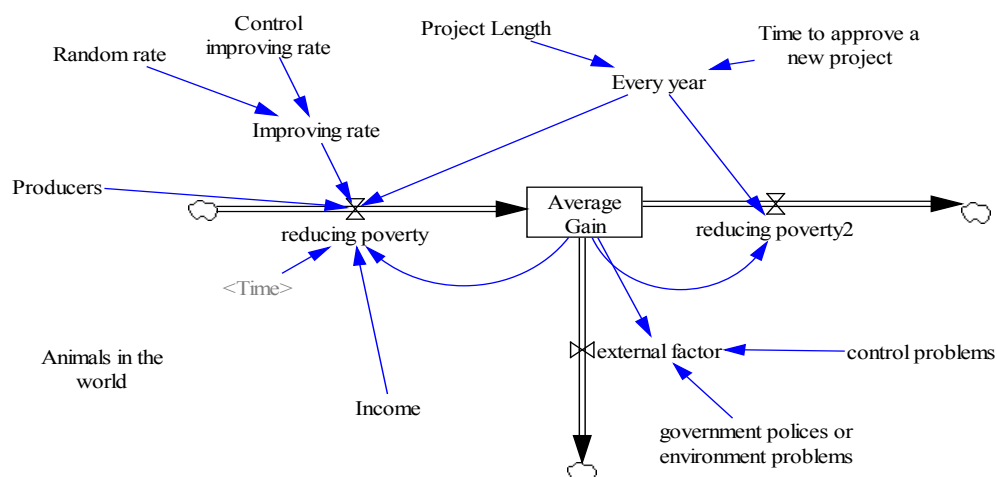 Control
improving rate
Project Length
Time to approve a
new project
Random rate
Every year
Improving rate
Producers
Average
Gain
reducing poverty
reducing poverty2
<Time>
Animals in the
world
external factor
control problems
Income
government polices or
environment problems